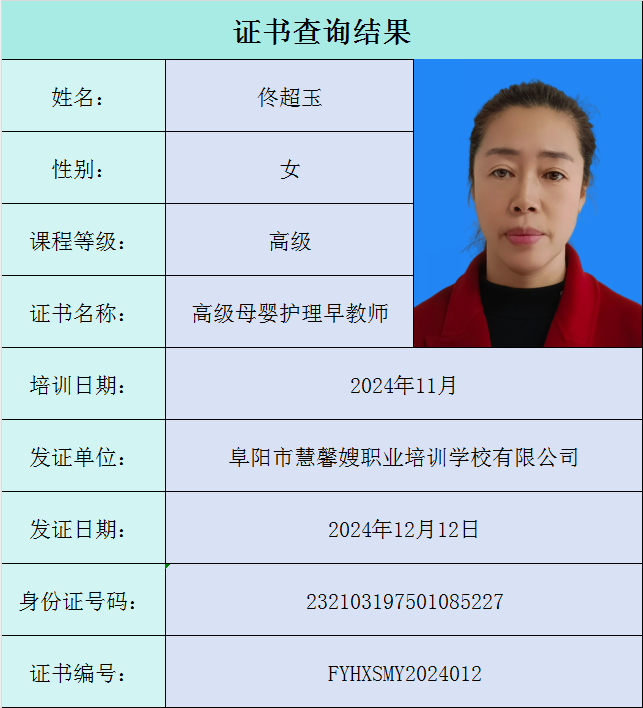 证书查询结果
姓名： 佟超玉
性别： 女
课程等级： 高级
证书名称： 高级母婴护理早教师
培训日期： 2024年11月
发证单位： 阜阳市慧馨嫂职业培训学校有限公司
发证日期： 2024年12月12日
身份证号码： 232103197501085227
证书编号： FYHXSMY2024012